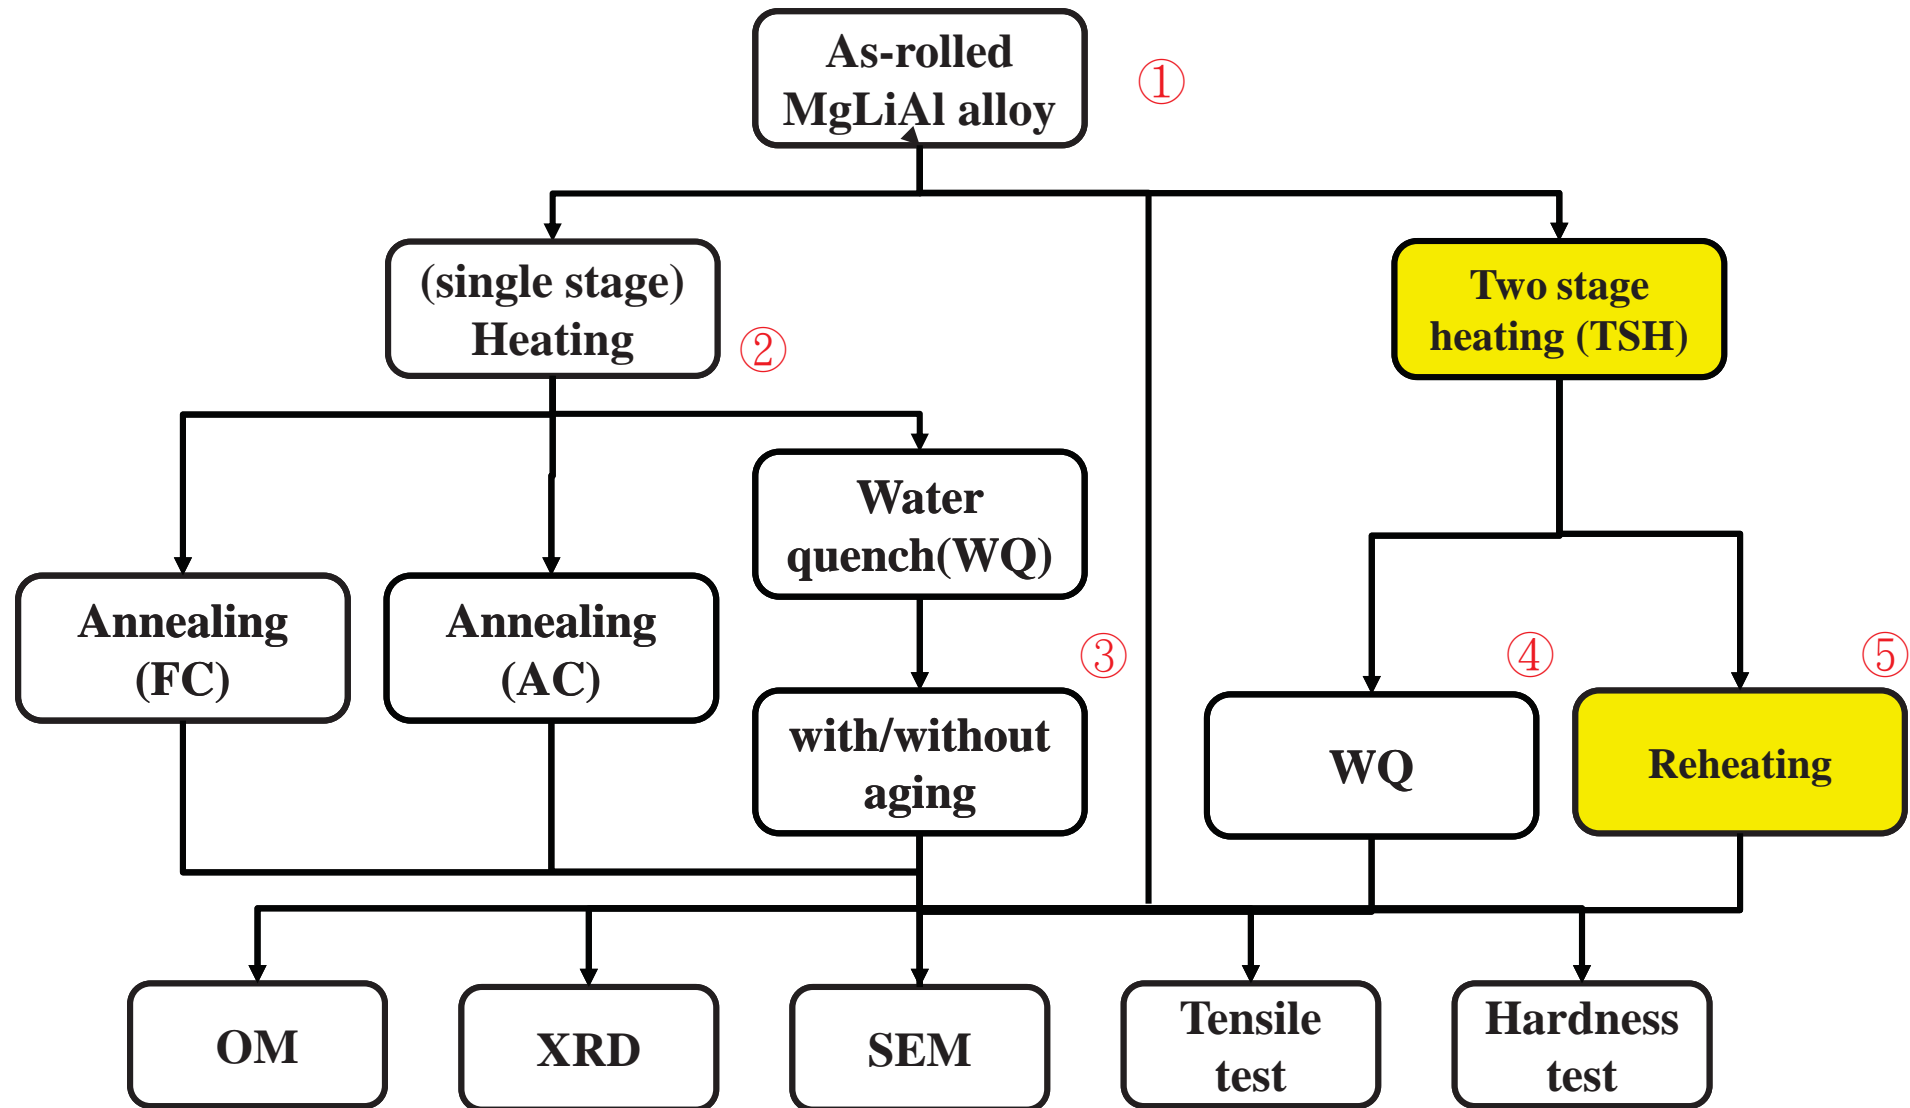 As-rolled
MgLiAl alloy
①
(single stage)
Heating
②
Two stage
heating (TSH)
Water
quench(WQ)
Annealing
(FC)
Annealing
(AC)
③
with/without
aging
④
WQ
⑤
Reheating
OM
XRD
SEM
Tensile
test
Hardness
test